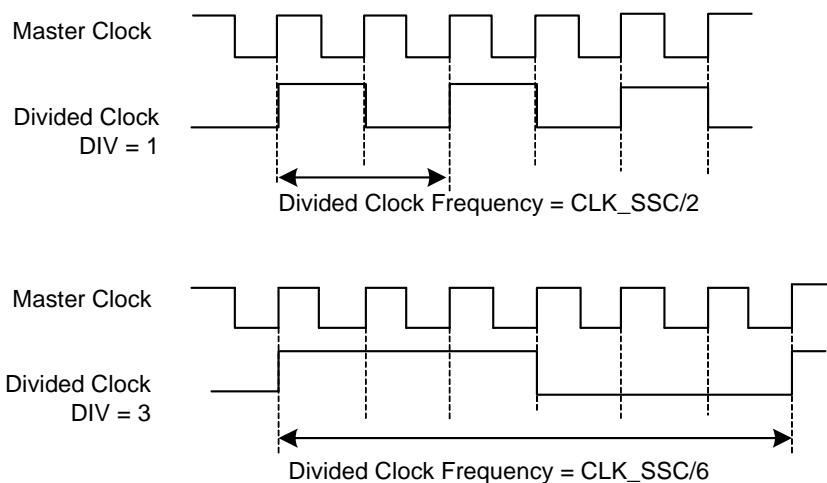 Master Clock
Divided Clock
DIV = 1
Divided Clock Frequency = CLK_SSC/2
Master Clock
Divided Clock
DIV = 3
Divided Clock Frequency = CLK_SSC/6